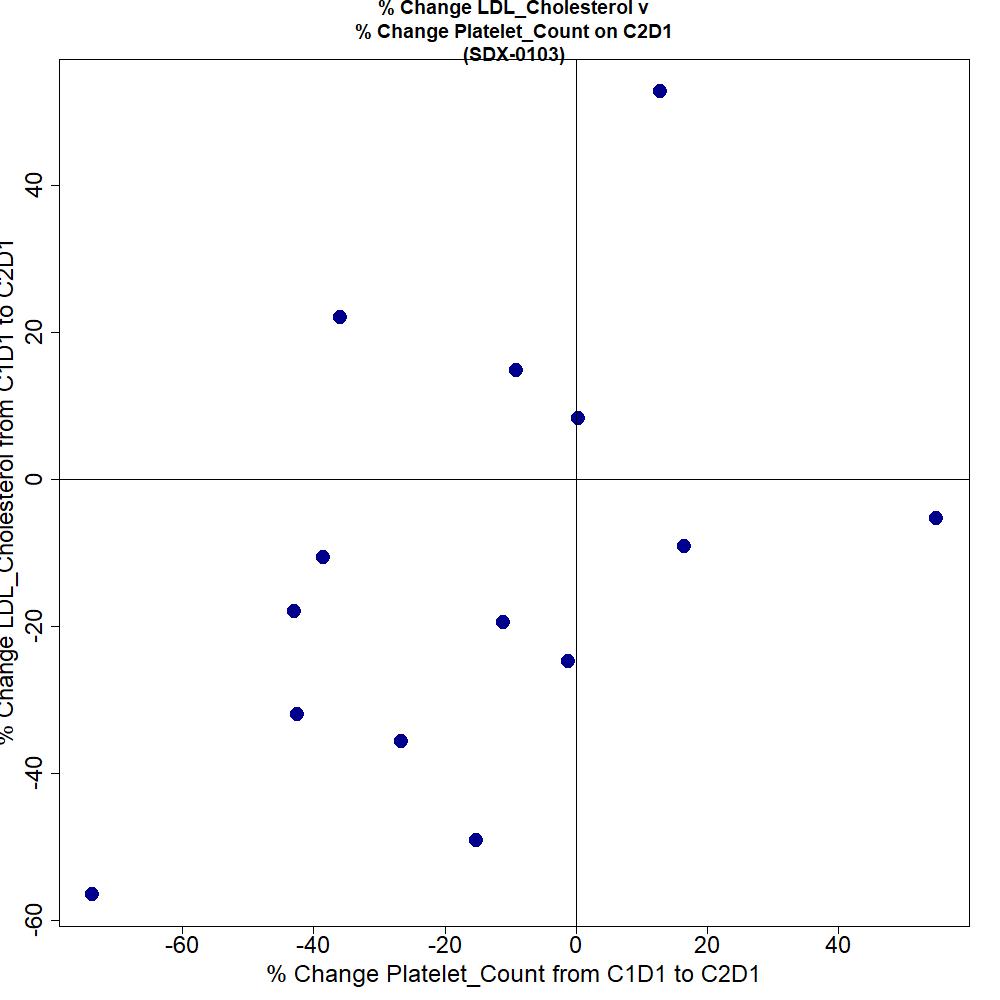 % Change LDL_Cholesterol v
% Change Platelet_Count on C2D1
(SDX-0103)
% Change LDL_Cholesterol from C1D1 to C2D1
40
20
0
-20
-40
-60
-60
-40
-20
0
20
40
% Change Platelet_Count from C1D1 to C2D1